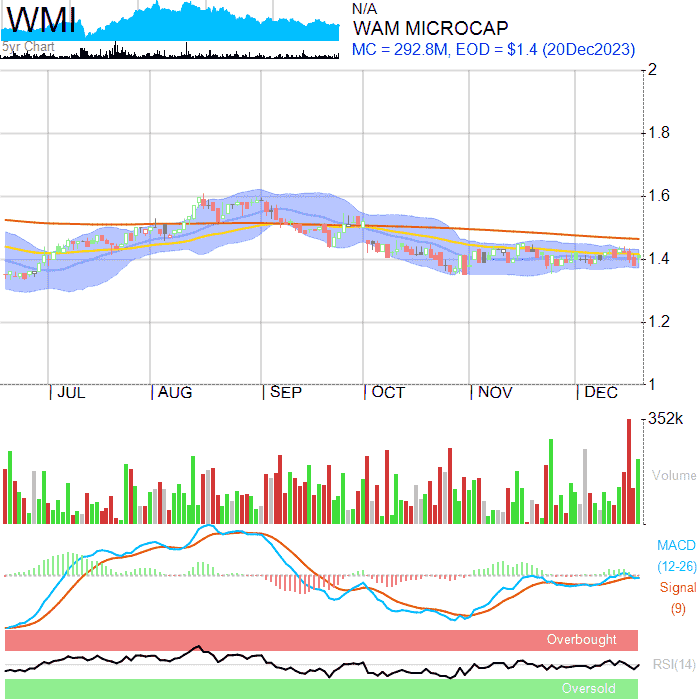 WMI
5yr Chart
N/A
WAM MICROCAP
MC = 292.8M, EOD = $1.4 (20Dec2023)
2
1.8
1.6
1.4
1.2
1
JUL AUG SEP OCT NOV DEC
352k
Volume
MACD
(12-26)
Signal
(9)
Overbought
RSI(14)
Oversold